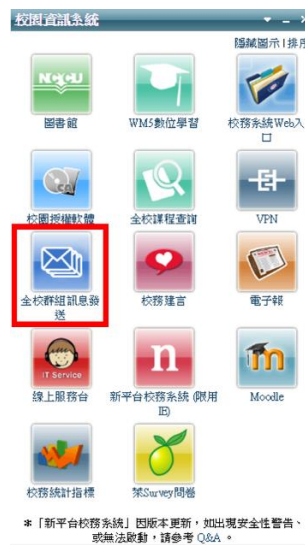 校園資訊系統
隱藏圖示 | 排序
NCCU
圖書館
WM5數位學習
校務系統Web入
口
CD
校園授權軟體
全校課程查詢
VPN
全校群組訊息發
送
校務建言
電子報
IT Service
線上服務台
n
新平台校務系統 (限用
IE)
m
Moodle
校務統計指標
禁Survey問卷
＊「新平台校務系統」因版本更新，如出現安全性警告、
或無法啟動，請參考 Q&A 。